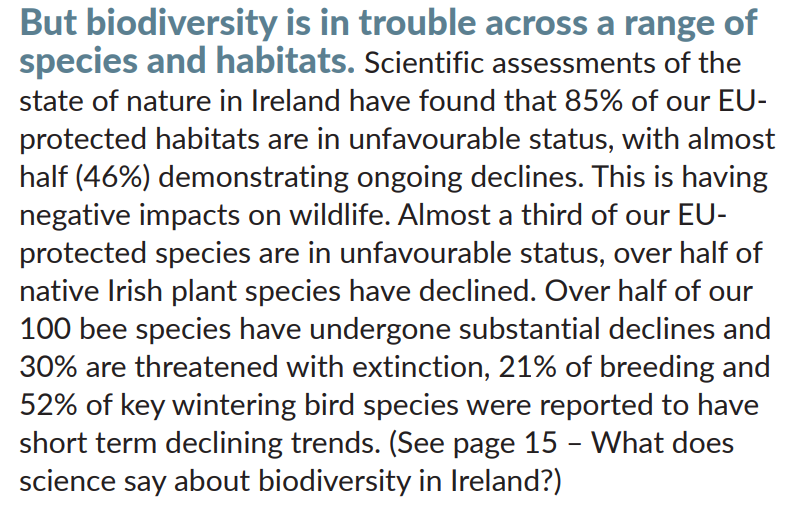 But biodiversity is in trouble across a range of
species and habitats. Scientific assessments of the
state of nature in Ireland have found that 85% of our EU-
protected habitats are in unfavourable status, with almost
half (46%) demonstrating ongoing declines. This is having
negative impacts on wildlife. Almost a third of our EU-
protected species are in unfavourable status, over half of
native Irish plant species have declined. Over half of our
100 bee species have undergone substantial declines and
30% are threatened with extinction, 21% of breeding and
52% of key wintering bird species were reported to have
short term declining trends. (See page 15 – What does
science say about biodiversity in Ireland?)